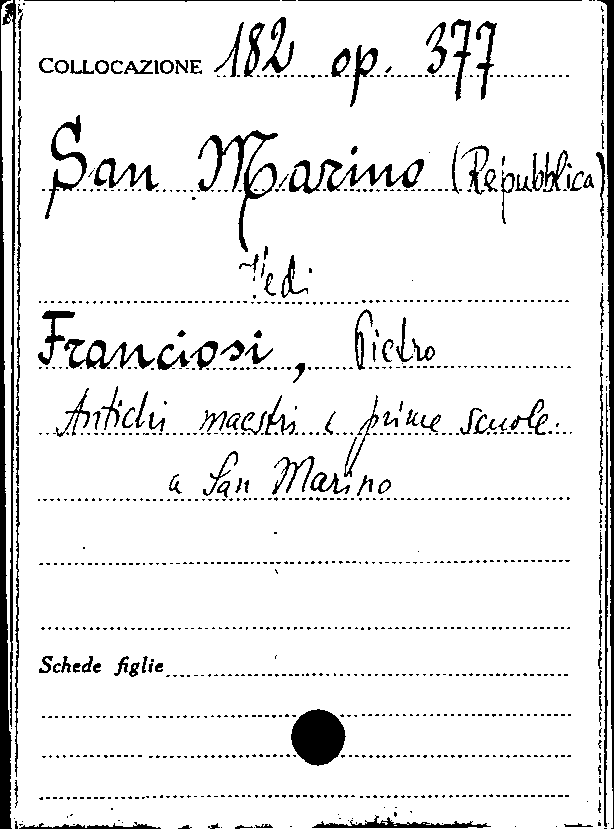 COLLOCAZIONE 182 op. 377
San Marino (Repubblica)
Vedi
Franciosi, Pietro
Antichi maestri e prime scuole
a San Marino
Schede figlie